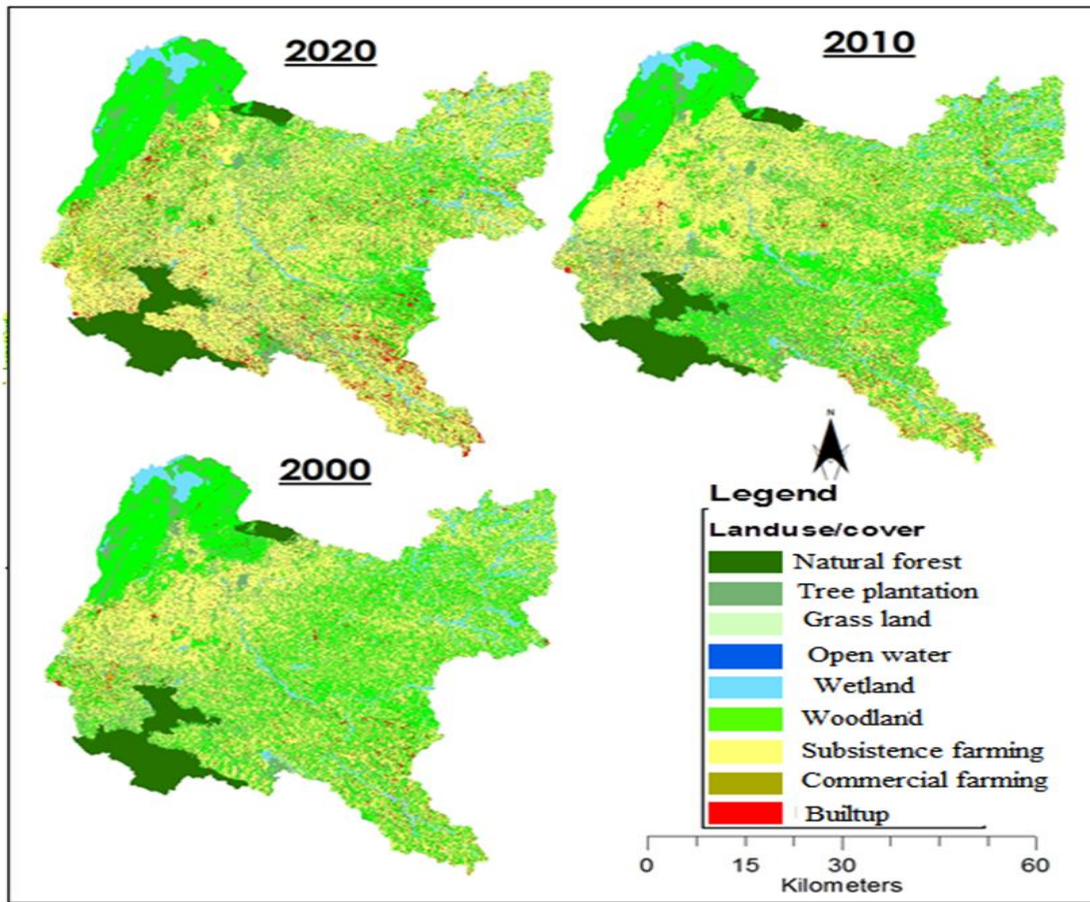 2020
2010
2000
N
Legend
Landuse/cover
Natural forest
Tree plantation
Grass land
Open water
Wetland
Woodland
Subsistence farming
Commercial farming
Builtup
0 15 30 60
Kilometers